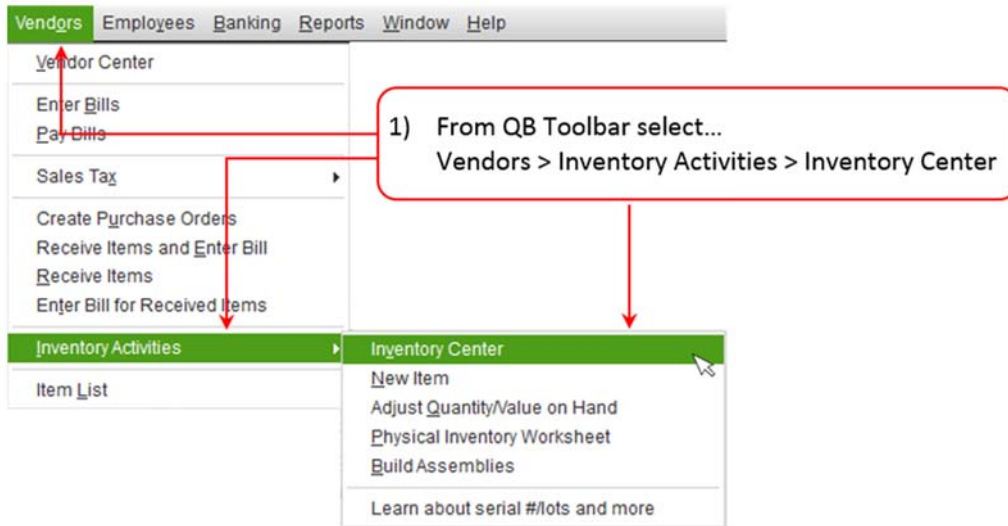 Vendors Employees Banking Reports Window Help
Vendor Center
Enter Bills
Pay Bills
1) From QB Toolbar select...
Vendors > Inventory Activities > Inventory Center
Sales Tax
Create Purchase Orders
Receive Items and Enter Bill
Receive Items
Enter Bill for Received Items
Inventory Activities
Item List
Inventory Center
New Item
Adjust Quantity/Value on Hand
Physical Inventory Worksheet
Build Assemblies
Learn about serial #/lots and more